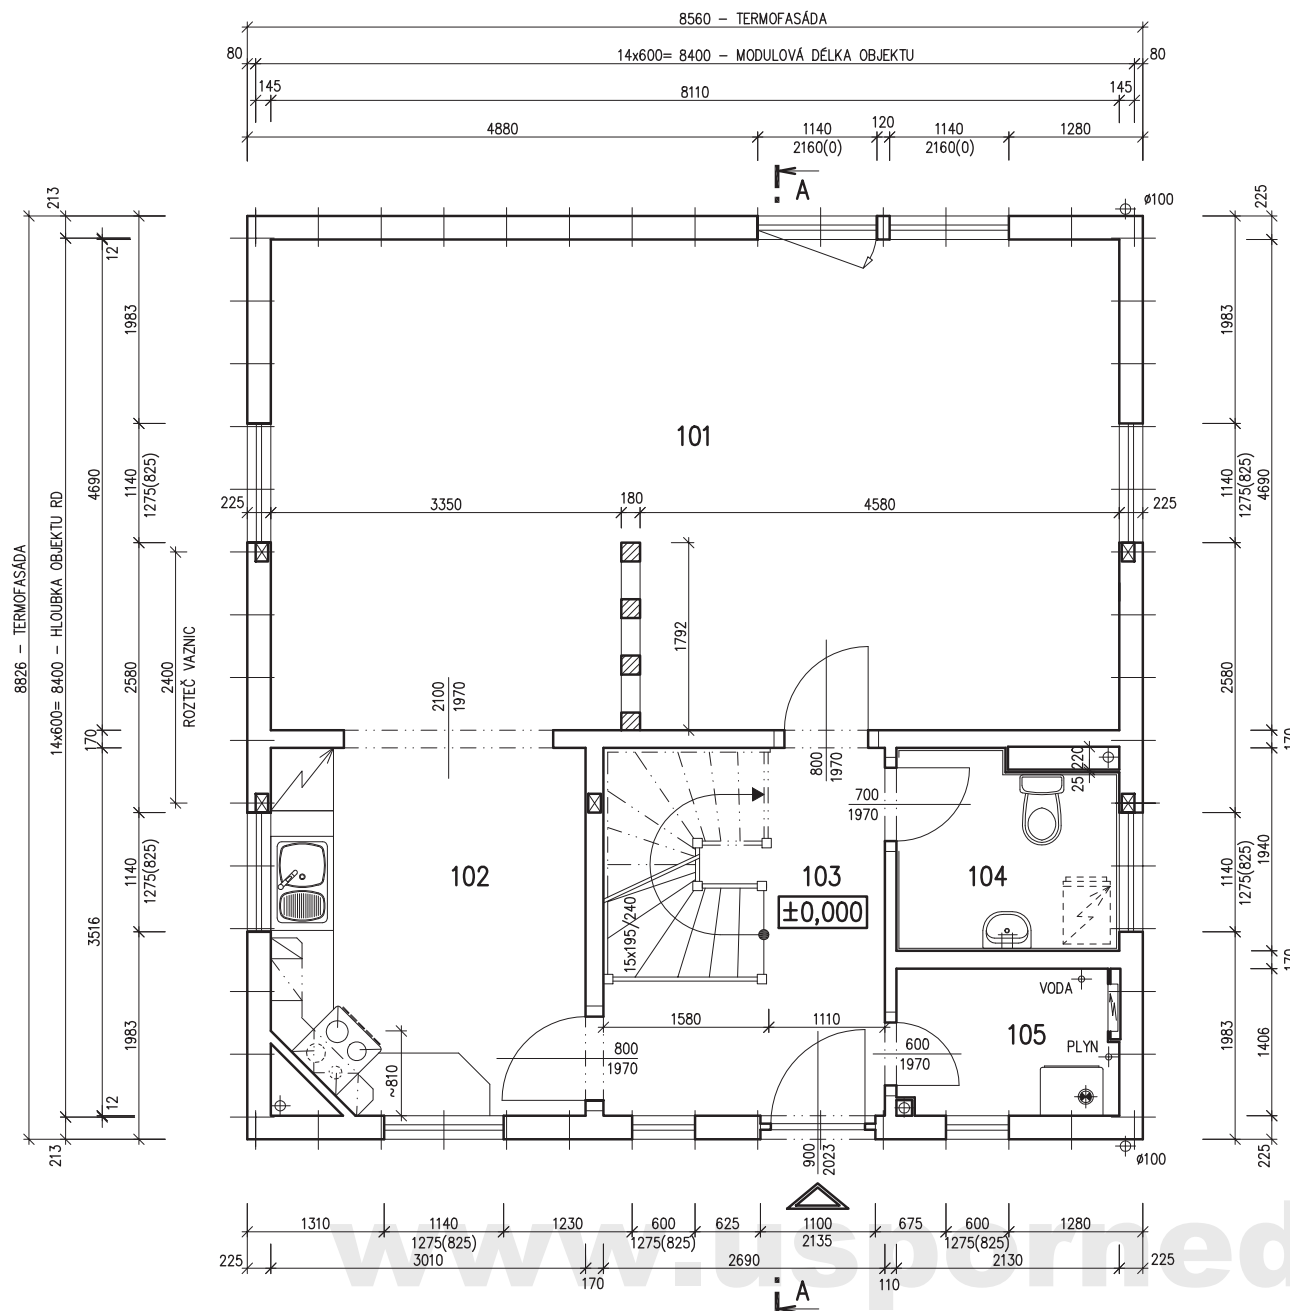 8560 – TERMOFASÁDA
80 14x600= 8400 – MODULOVÁ DÉLKA OBJEKTU 80
145 8110 145
4880 1140 120 1140 1280
2160(0) 2160(0)
A
213
ø100
225
12
1983
1983
101
4690
1140
1275(825)
1140
1275(825)
4690
225 3350 180 4580 225
8826 – TERMOFASÁDA
14x600= 8400 – HLOUBKA OBJEKTU RD
2580
2400
ROZTEČ VAZNIC
1792
2580
2100
1970
170
170
800
1970
220
25
700
1970
1140
1275(825)
102
103
104
1140
1275(825)
1940
±0,000
3516
15x195/240
170
VODA
1983
1580 1110
105
1983
1406
PLYN
800
1970
600
1970
~810
12
213
900
2023
225
ø100
1310 1140 1230 600 625 1100 675 600 1280
1275(825) 1275(825) 2135 1275(825)
225 3010 170 2690 110 2130 225
A
www.usporned